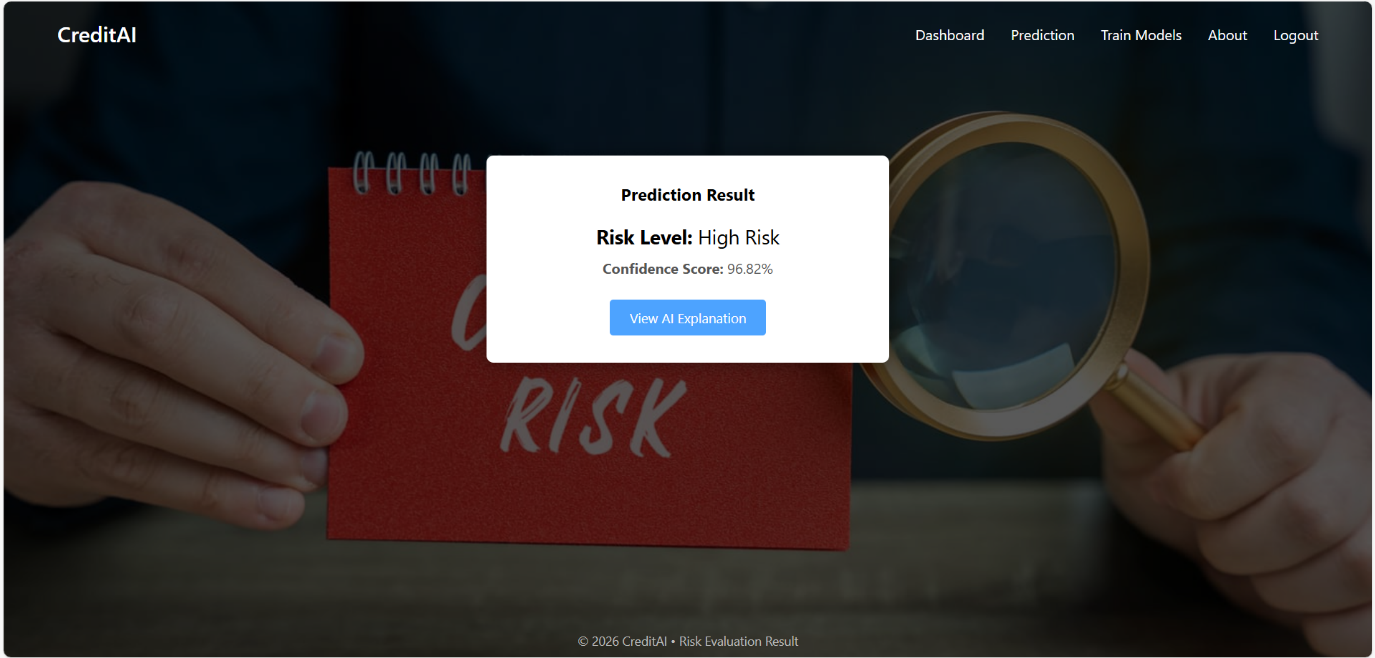 CreditAI
Dashboard Prediction Train Models About Logout
Prediction Result
Risk Level: High Risk
Confidence Score: 96.82%
View AI Explanation
RISK
© 2026 CreditAI • Risk Evaluation Result